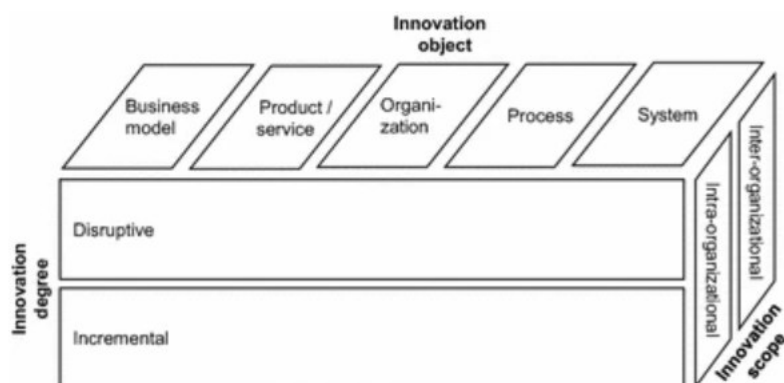 Innovation
object
Business
model
Product /
service
Organi-
zation
Process
System
Disruptive
Incremental
Innovation
degree
Intra-organizational
Inter-organizational
Innovation
scope